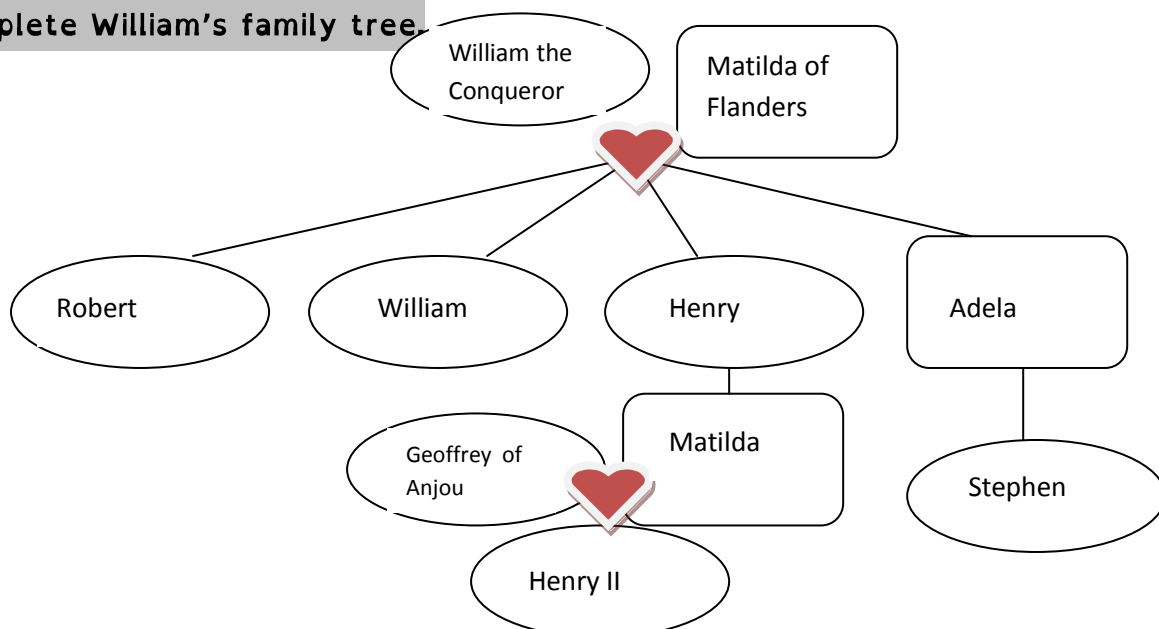 plete William's family tree.
William the
Conqueror
Matilda of
Flanders
Robert
William
Henry
Adela
Geoffrey of
Anjou
Matilda
Stephen
Henry II